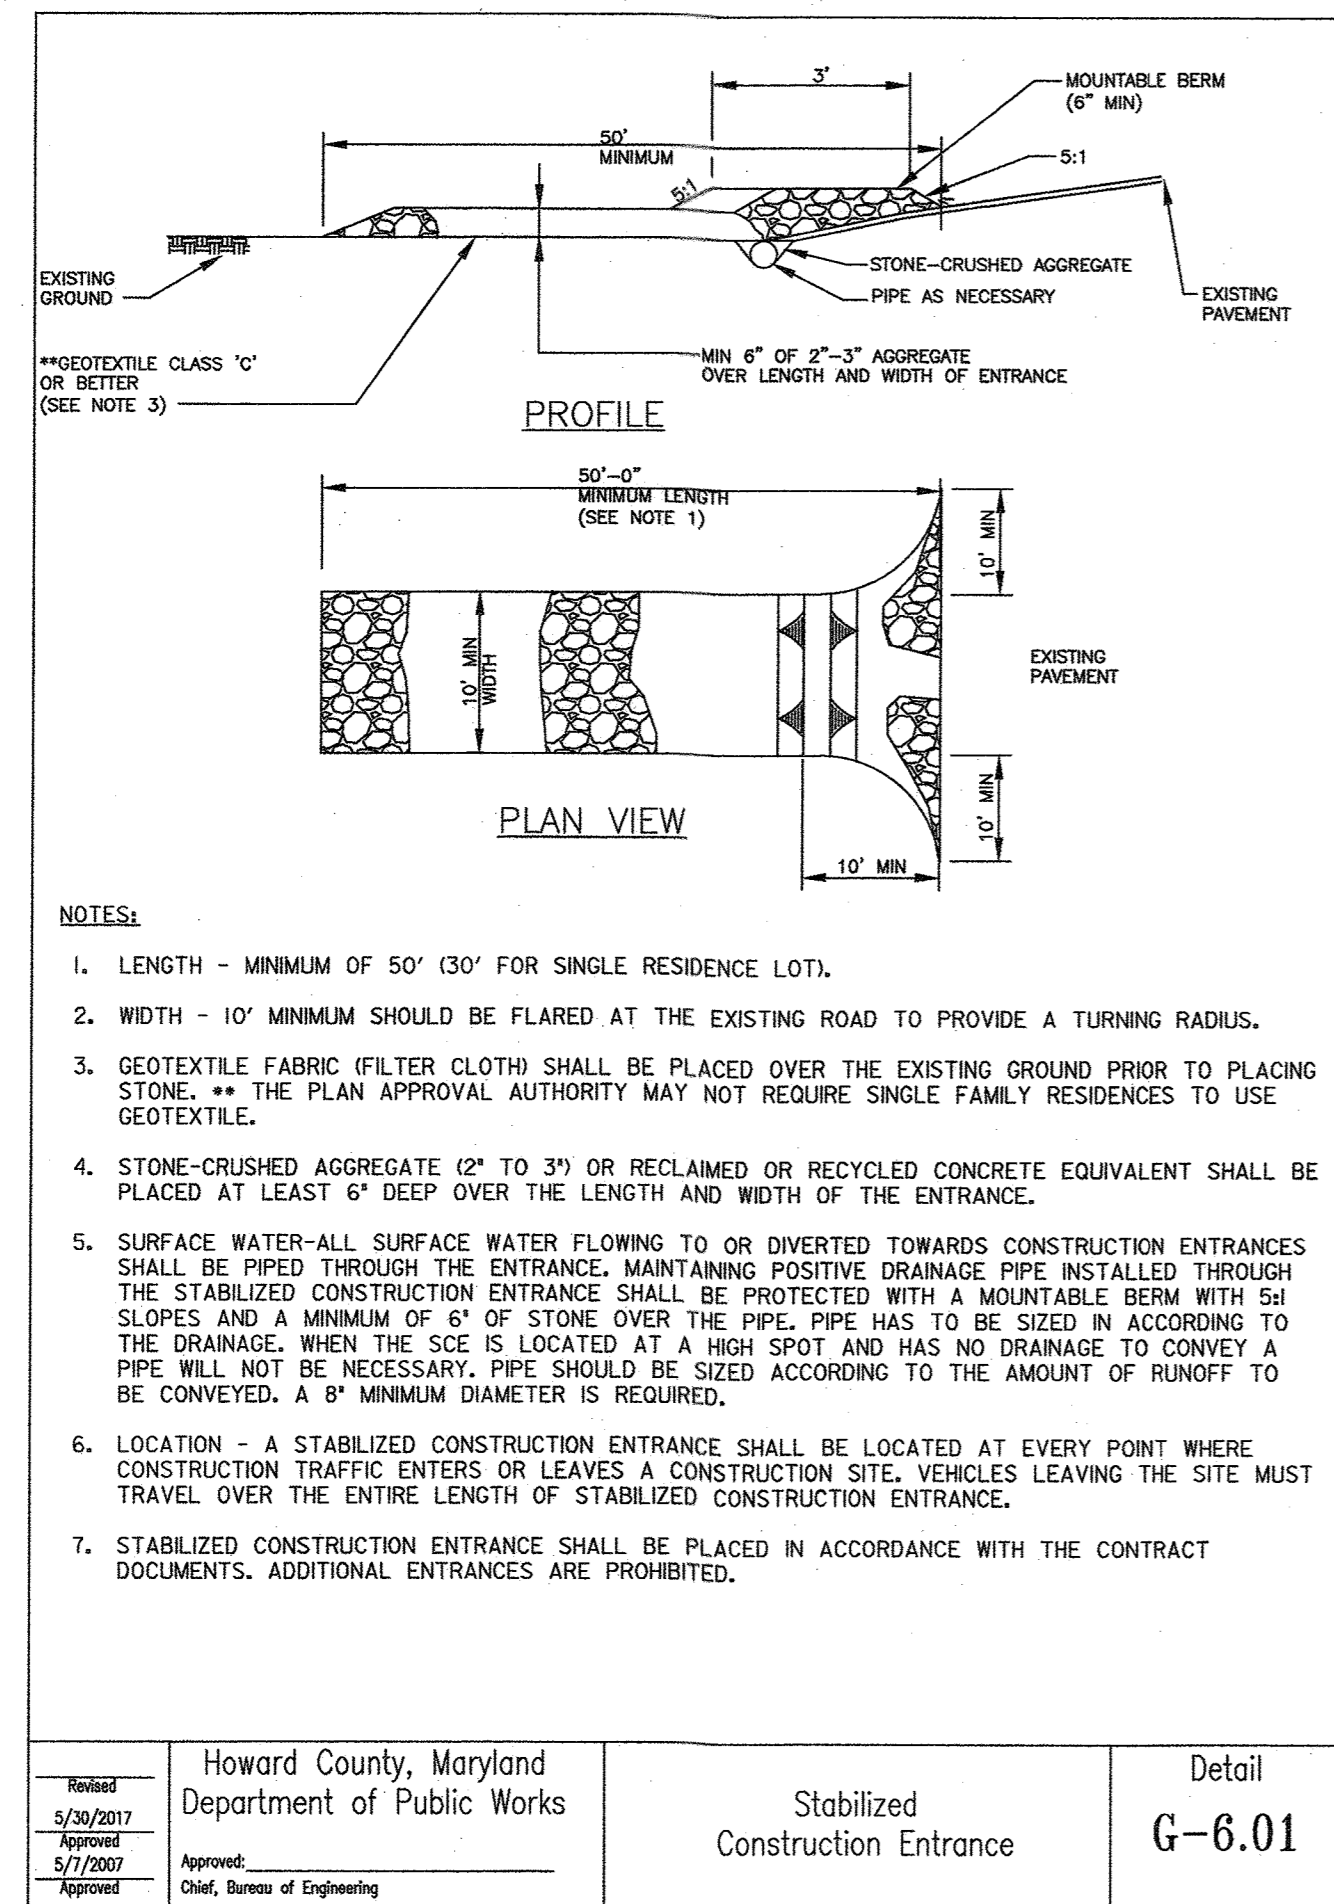 3'
MOUNTABLE BERM
(6" MIN)
50'
MINIMUM
5:1
5:1
EXISTING
GROUND
STONE-CRUSHED AGGREGATE
PIPE AS NECESSARY
EXISTING
PAVEMENT
**GEOTEXTILE CLASS 'C'
OR BETTER
(SEE NOTE 3)
MIN 6" OF 2"-3" AGGREGATE
OVER LENGTH AND WIDTH OF ENTRANCE
PROFILE
50'-0"
MINIMUM LENGTH
(SEE NOTE 1)
10' MIN
10' MIN
WIDTH
EXISTING
PAVEMENT
10' MIN
PLAN VIEW
10' MIN
NOTES:
1. LENGTH - MINIMUM OF 50' (30' FOR SINGLE RESIDENCE LOT).
2. WIDTH - 10' MINIMUM SHOULD BE FLARED AT THE EXISTING ROAD TO PROVIDE A TURNING RADIUS.
3. GEOTEXTILE FABRIC (FILTER CLOTH) SHALL BE PLACED OVER THE EXISTING GROUND PRIOR TO PLACING
STONE. ** THE PLAN APPROVAL AUTHORITY MAY NOT REQUIRE SINGLE FAMILY RESIDENCES TO USE
GEOTEXTILE.
4. STONE-CRUSHED AGGREGATE (2" TO 3") OR RECLAIMED OR RECYCLED CONCRETE EQUIVALENT SHALL BE
PLACED AT LEAST 6" DEEP OVER THE LENGTH AND WIDTH OF THE ENTRANCE.
5. SURFACE WATER-ALL SURFACE WATER FLOWING TO OR DIVERTED TOWARDS CONSTRUCTION ENTRANCES
SHALL BE PIPED THROUGH THE ENTRANCE. MAINTAINING POSITIVE DRAINAGE PIPE INSTALLED THROUGH
THE STABILIZED CONSTRUCTION ENTRANCE SHALL BE PROTECTED WITH A MOUNTABLE BERM WITH 5:1
SLOPES AND A MINIMUM OF 6" OF STONE OVER THE PIPE. PIPE HAS TO BE SIZED IN ACCORDING TO
THE DRAINAGE. WHEN THE SCE IS LOCATED AT A HIGH SPOT AND HAS NO DRAINAGE TO CONVEY A
PIPE WILL NOT BE NECESSARY. PIPE SHOULD BE SIZED ACCORDING TO THE AMOUNT OF RUNOFF TO
BE CONVEYED. A 8" MINIMUM DIAMETER IS REQUIRED.
6. LOCATION - A STABILIZED CONSTRUCTION ENTRANCE SHALL BE LOCATED AT EVERY POINT WHERE
CONSTRUCTION TRAFFIC ENTERS OR LEAVES A CONSTRUCTION SITE. VEHICLES LEAVING THE SITE MUST
TRAVEL OVER THE ENTIRE LENGTH OF STABILIZED CONSTRUCTION ENTRANCE.
7. STABILIZED CONSTRUCTION ENTRANCE SHALL BE PLACED IN ACCORDANCE WITH THE CONTRACT
DOCUMENTS. ADDITIONAL ENTRANCES ARE PROHIBITED.
Revised
5/30/2017
Approved
5/7/2007
Approved
Howard County, Maryland
Department of Public Works
Approved:
Chief, Bureau of Engineering
Stabilized
Construction Entrance
Detail
G-6.01